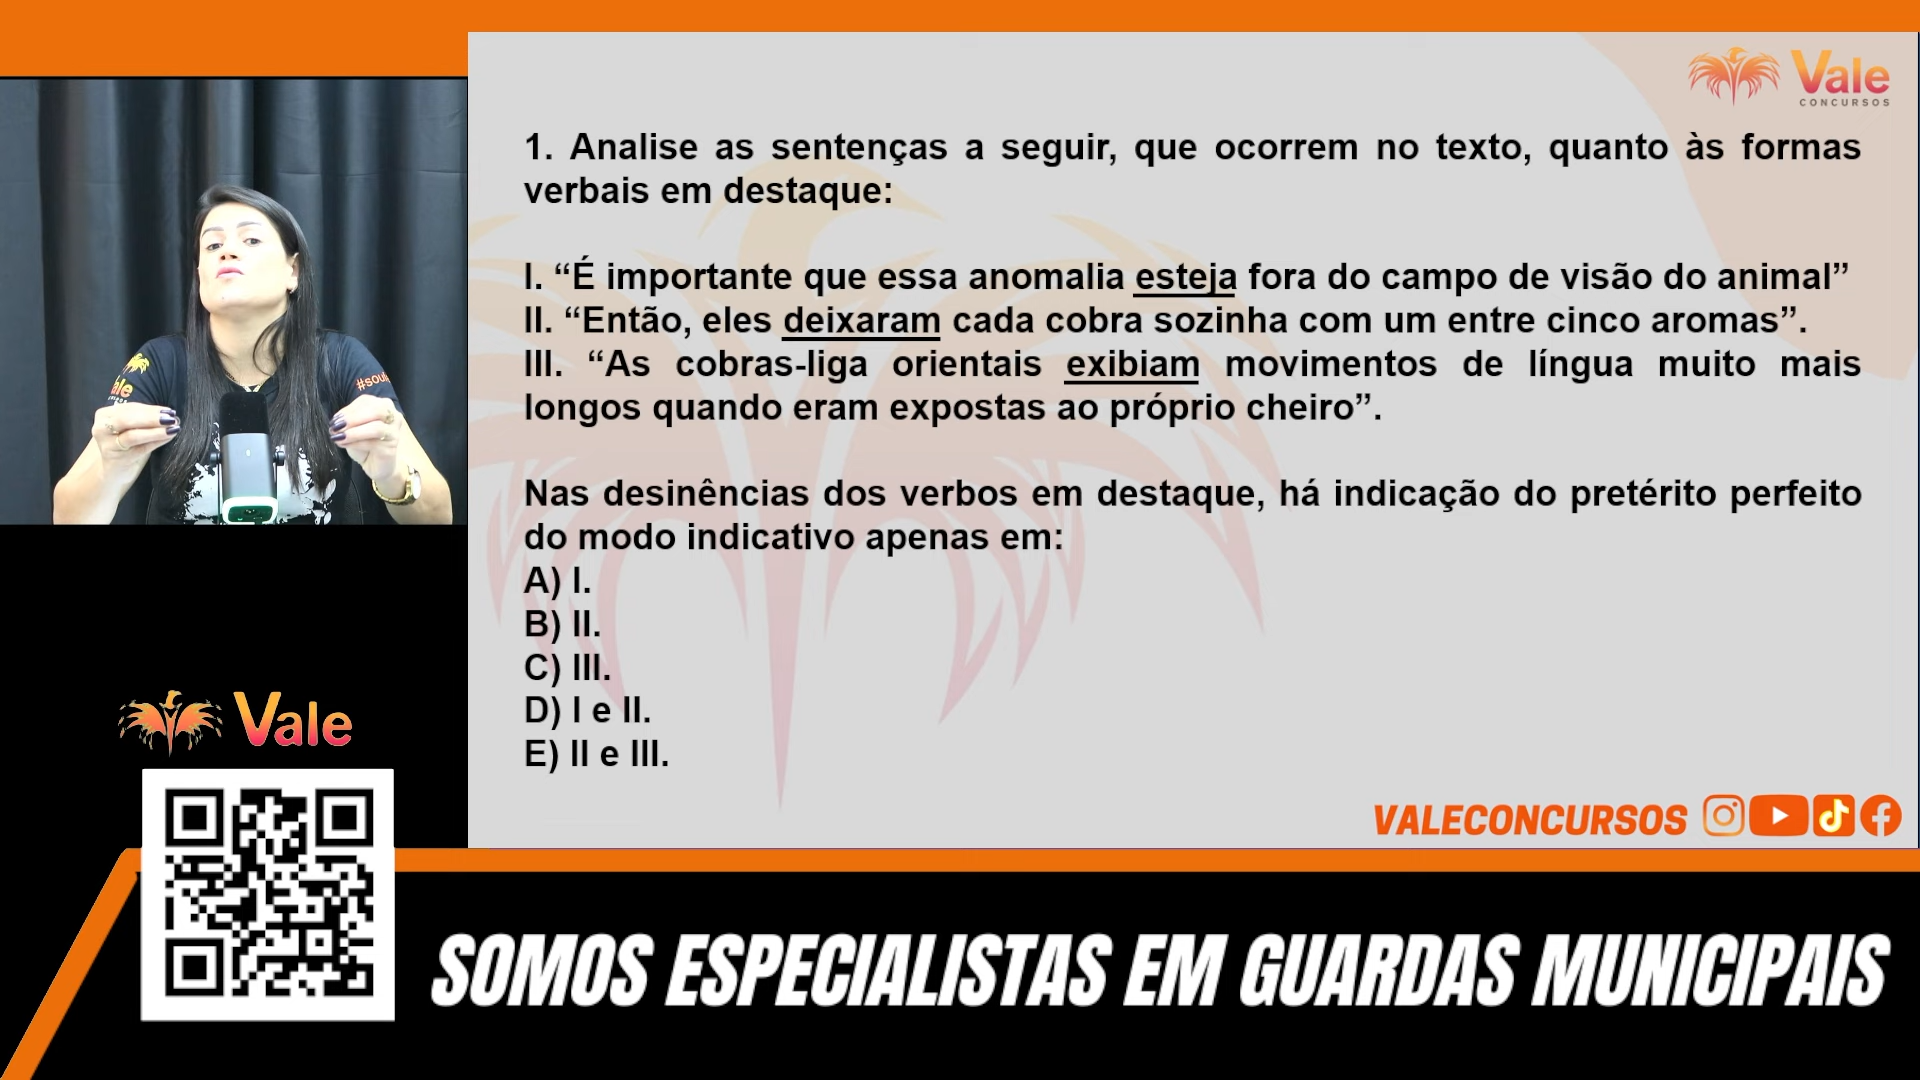 Vale
CONCURSOS
1. Analise as sentenças a seguir, que ocorrem no texto, quanto às formas
verbais em destaque:
I. “É importante que essa anomalia esteja fora do campo de visão do animal”
II. “Então, eles deixaram cada cobra sozinha com um entre cinco aromas”.
III. “As cobras-liga orientais exibiam movimentos de língua muito mais
longos quando eram expostas ao próprio cheiro”.
Nas desinências dos verbos em destaque, há indicação do pretérito perfeito
do modo indicativo apenas em:
A) I.
B) II.
C) III.
D) I e II.
E) II e III.
VALECONCURSOS
Vale
SOMOS ESPECIALISTAS EM GUARDAS MUNICIPAIS